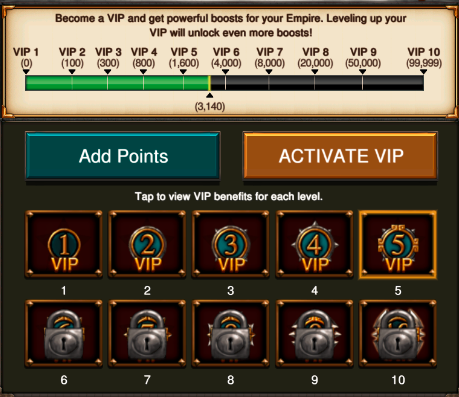 Become a VIP and get powerful boosts for your Empire. Leveling up your
VIP will unlock even more boosts!
VIP 1 VIP 2 VIP 3 VIP 4 VIP 5 VIP 6 VIP 7 VIP 8 VIP 9 VIP 10
(0) (100) (300) (800) (1,600) (4,000) (8,000) (20,000) (50,000) (99,999)
(3,140)
Add Points ACTIVATE VIP
Tap to view VIP benefits for each level.
1 2 3 4 5
VIP VIP VIP VIP VIP
1 2 3 4 5
6 7 8 9 10